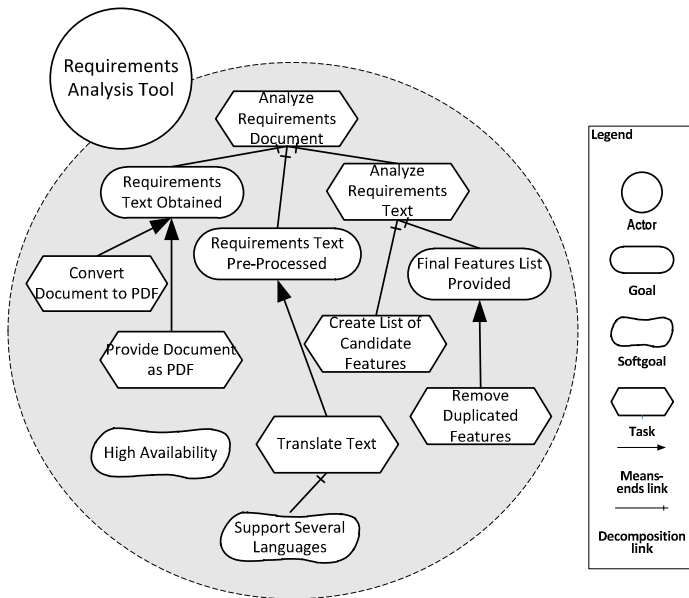 Requirements
Analysis Tool
Analyze
Requirements
Document
Requirements
Text Obtained
Analyze
Requirements
Text
Requirements Text
Pre-Processed
Final Features List
Provided
Convert
Document to PDF
Provide Document
as PDF
Create List of
Candidate
Features
Remove
Duplicated
Features
High Availability
Translate Text
Support Several
Languages
Legend
Actor
Goal
Softgoal
Task
Means-
ends link
Decomposition
link